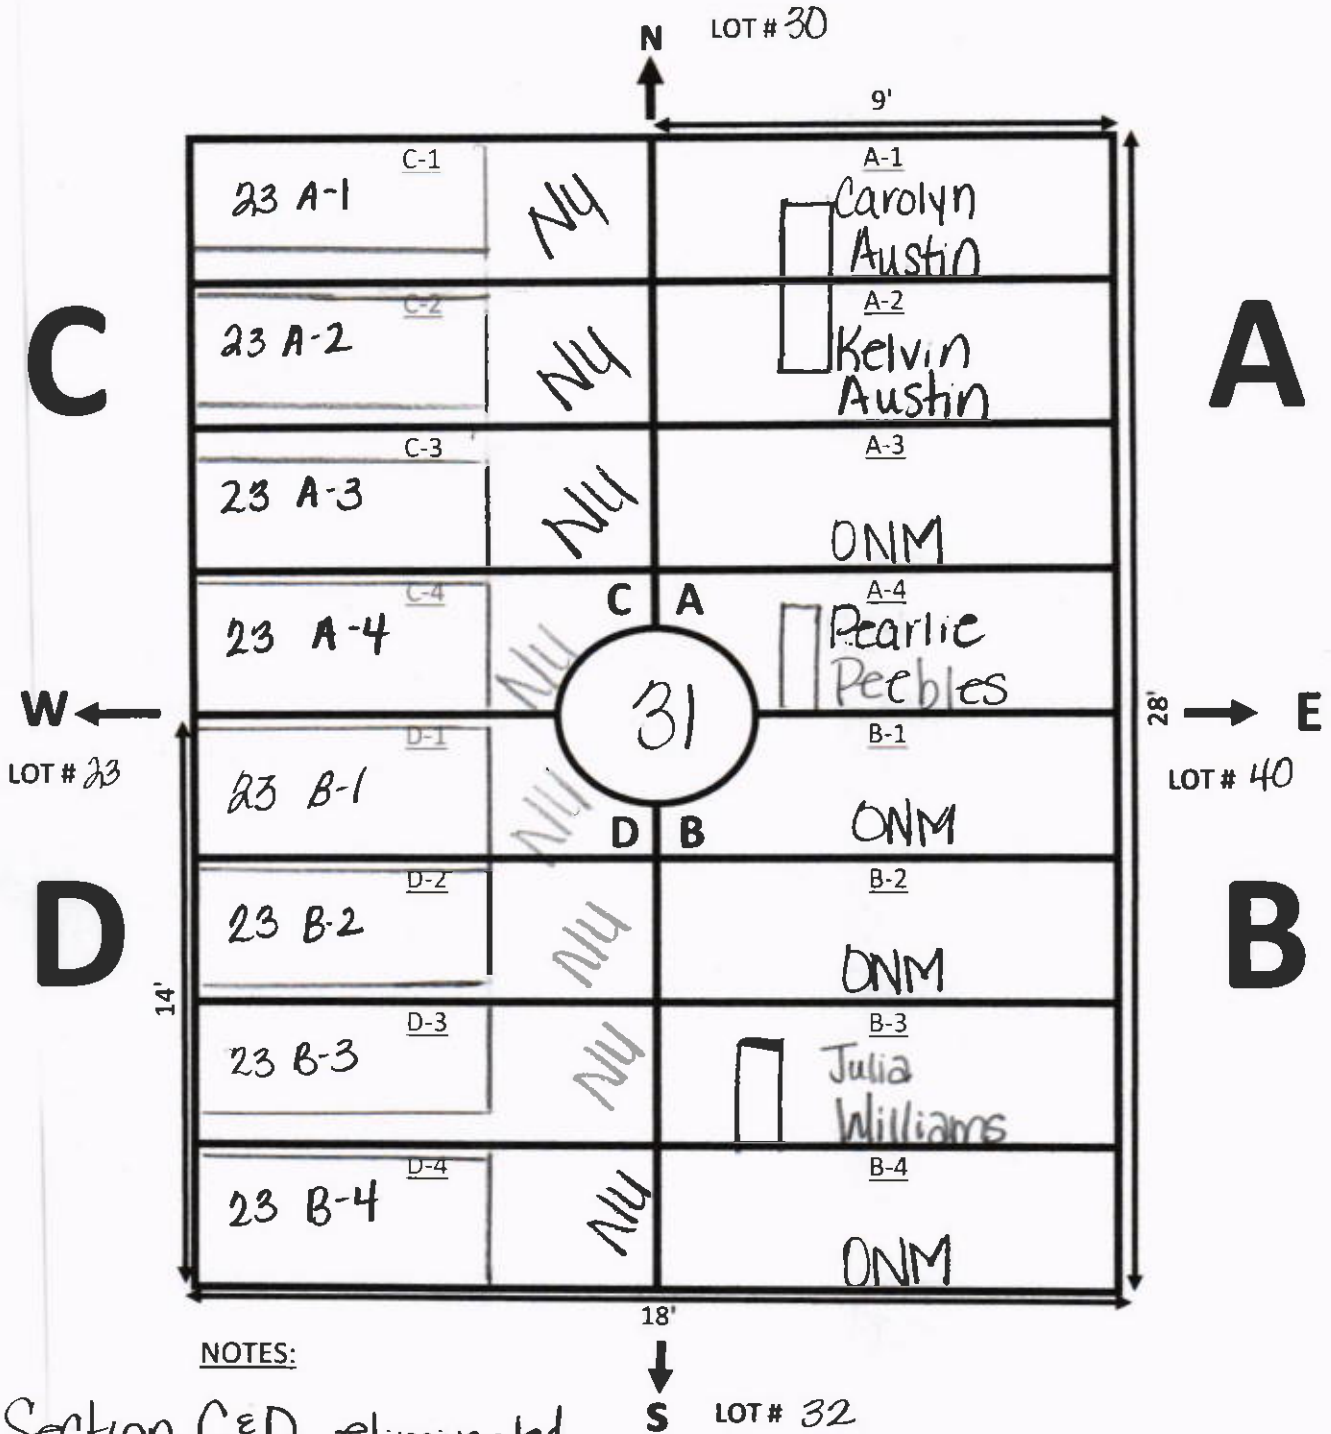 LOT # 30
N
9'
C-1
23 A-1
NU
A-1
Carolyn
Austin
C-2
23 A-2
NU
A-2
Kelvin
Austin
C
A
C-3
23 A-3
NU
A-3
ONM
C-4
23 A-4
NU
C A
A-4
Pearlie
Peebles
W
LOT # 23
31
28'
E
LOT # 40
D-1
23 B-1
NU
D B
B-1
ONM
D-2
23 B-2
NU
B-2
ONM
D
B
14'
D-3
23 B-3
NU
B-3
Julia
Williams
D-4
23 B-4
NU
B-4
ONM
18'
NOTES:
S
LOT # 32
Section C&D eliminated